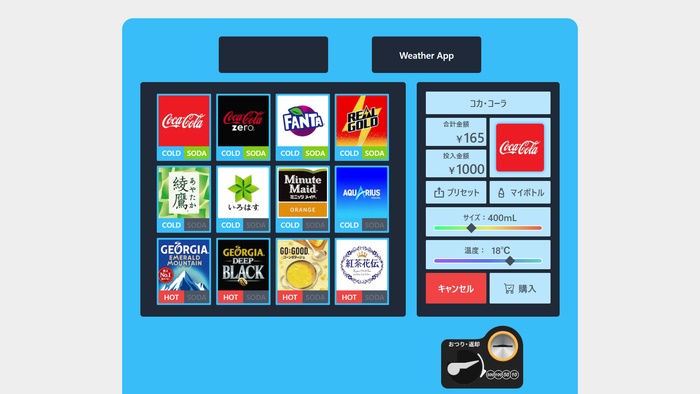 Weather App
Coca-Cola
COLD SODA
Coca-Cola
zero
COLD SODA
FANTA
COLD SODA
REAL
GOLD
COLD SODA
コカ・コーラ
合計金額
¥165
投入金額
¥1000
Coca-Cola
綾鷹
あやたか
COLD SODA
いろはす
COLD SODA
Minute
Maid
ミニッツメイド
ORANGE
COLD SODA
AQUARIUS
COLD SODA
プリセット
マイボトル
サイズ：400mL
温度： 18℃
GEORGIA
EMERALD
MOUNTAIN
No.1
HOT SODA
GEORGIA
DEEP
BLACK
HOT SODA
GO:GOOD
HOT SODA
紅茶花伝
HOT SODA
キャンセル
購入
おつり・返却
500 100 50 10